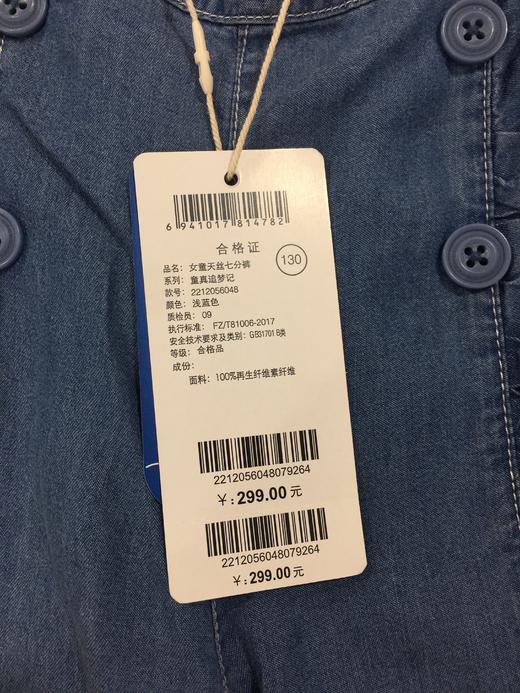 6 941017 814782
合格证
品名: 女童天丝七分裤
130
系列: 童真追梦记
款号: 2212056048
颜色: 浅蓝色
质检员: 09
执行标准: FZ/T81006-2017
安全技术要求及类别: GB31701 B类
等级: 合格品
成份:
面料: 100%再生纤维素纤维
2212056048079264
¥: 299.00 元
2212056048079264
¥: 299.00 元